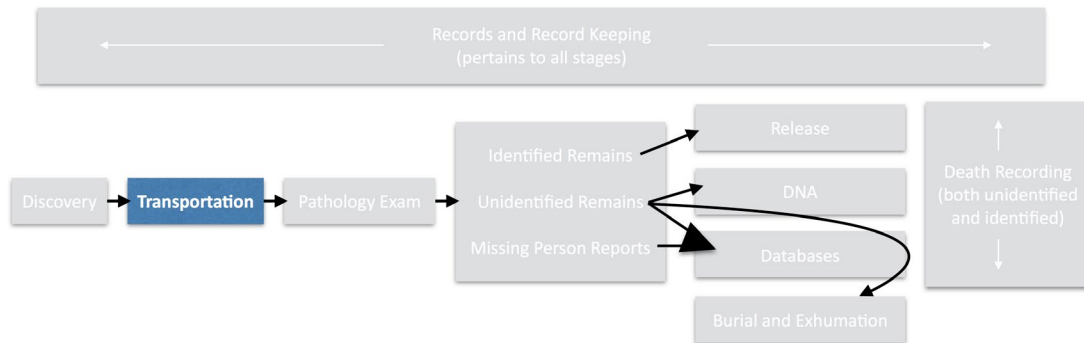 Records and Record Keeping
(pertains to all stages)
Discovery
Transportation
Pathology Exam
Identified Remains
Unidentified Remains
Missing Person Reports
Release
DNA
Databases
Burial and Exhumation
Death Recording
(both unidentified
and identified)